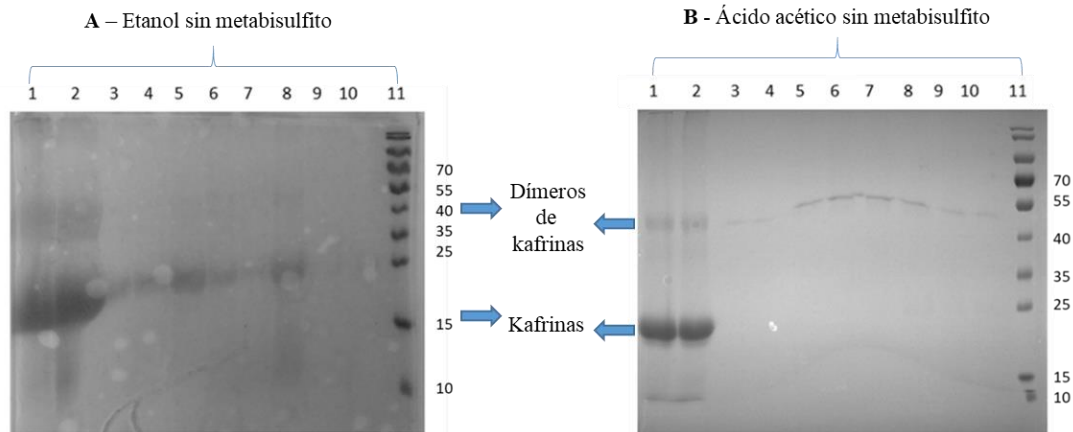 A – Etanol sin metabisulfito
1 2 3 4 5 6 7 8 9 10 11
70
55
40
35
25
15
10
Dímeros
de
kafrinas
Kafrinas
B - Ácido acético sin metabisulfito
1 2 3 4 5 6 7 8 9 10 11
70
55
40
35
25
15
10